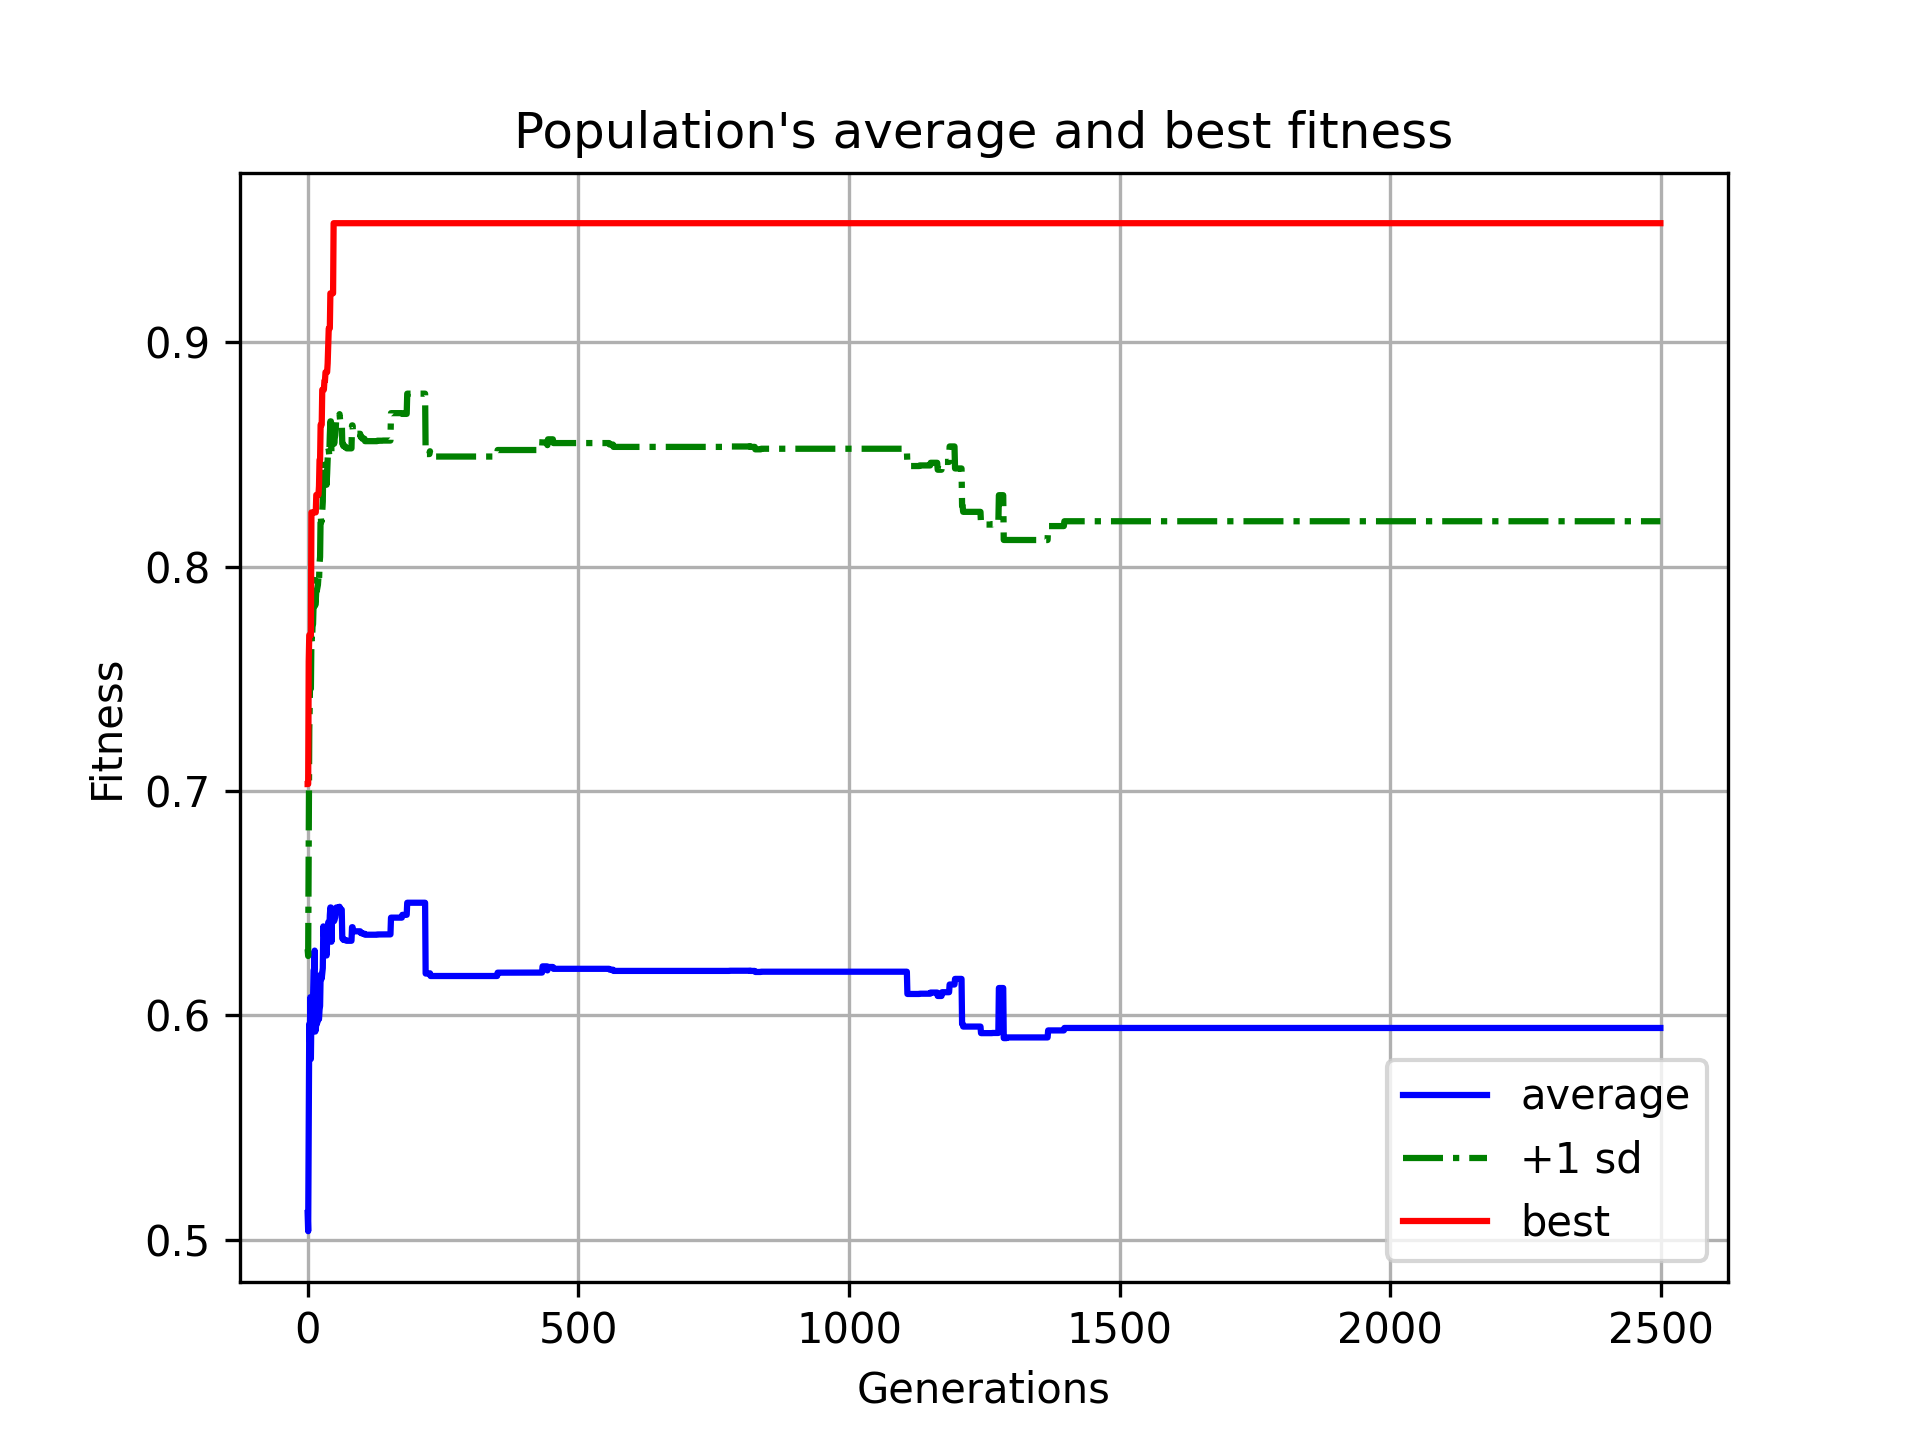 Population's average and best fitness
Fitness
0.9
0.8
0.7
0.6
0.5
0
500
1000
1500
2000
2500
Generations
average
+1 sd
best